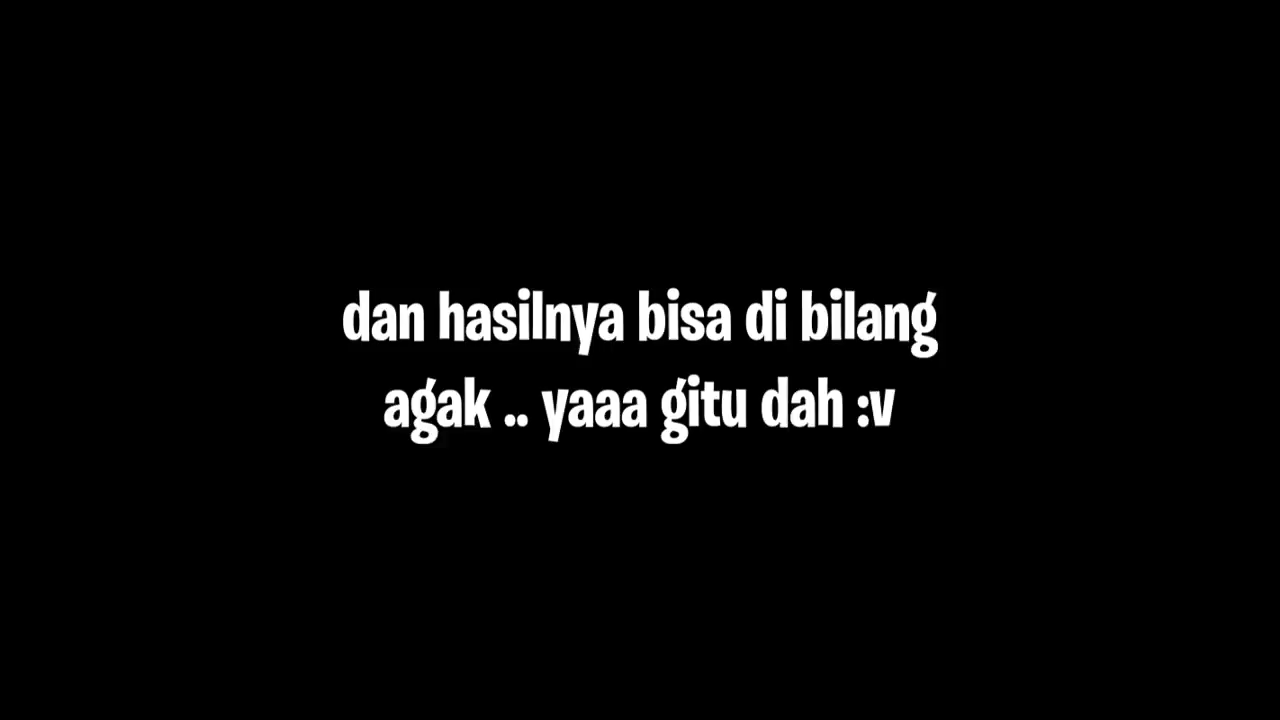 dan hasilnya bisa di bilang
agak .. yaaa gitu dah :v